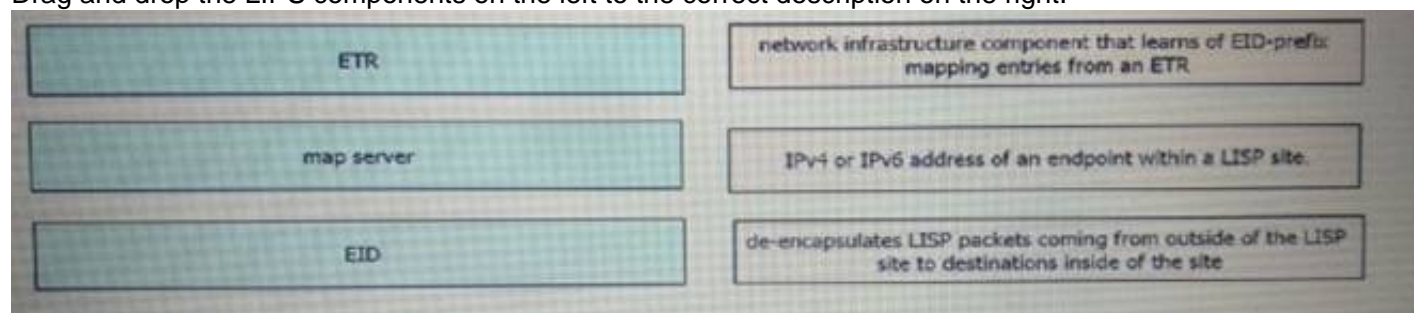 Drag and drop the LIPS components on the left to the correct description on the right.
ETR
network infrastructure component that learns of EID-prefix
mapping entries from an ETR
map server
IPv4 or IPv6 address of an endpoint within a LISP site.
EID
de-encapsulates LISP packets coming from outside of the LISP
site to destinations inside of the site